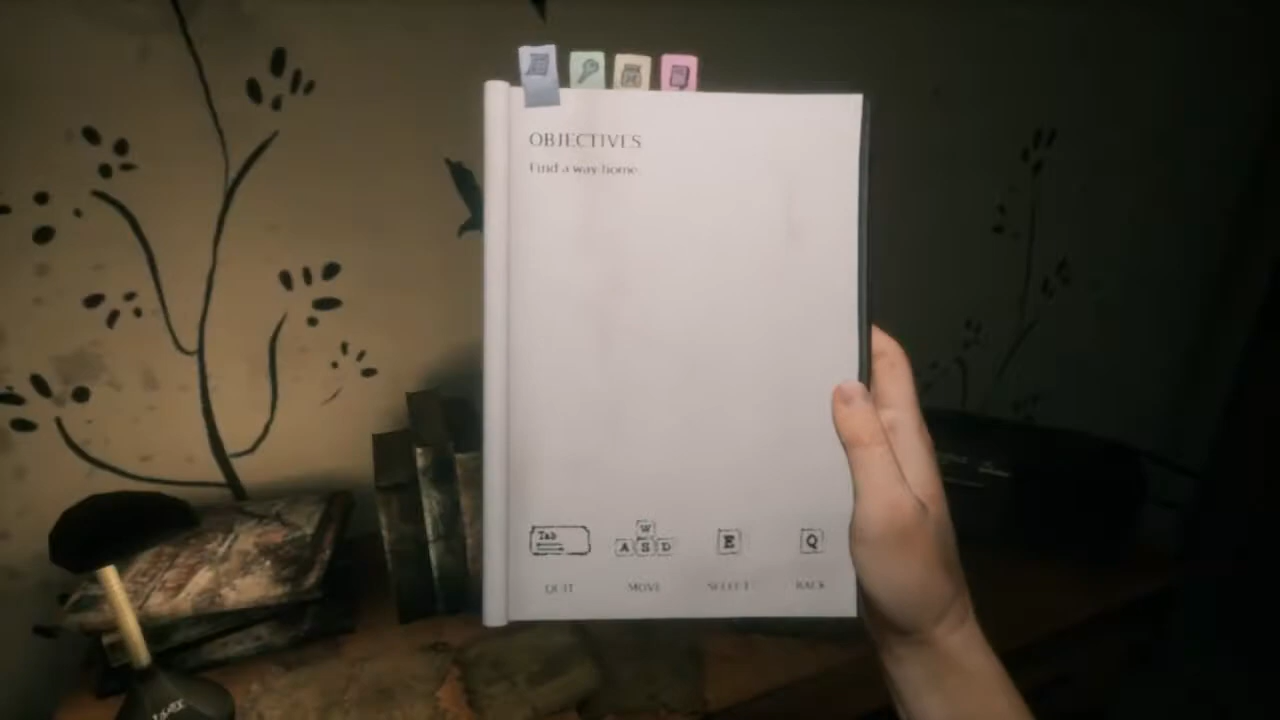 OBJECTIVES
Find a way home.
Tab
W
A S D
E
Q
QUIT
MOVE
SELECT
BACK